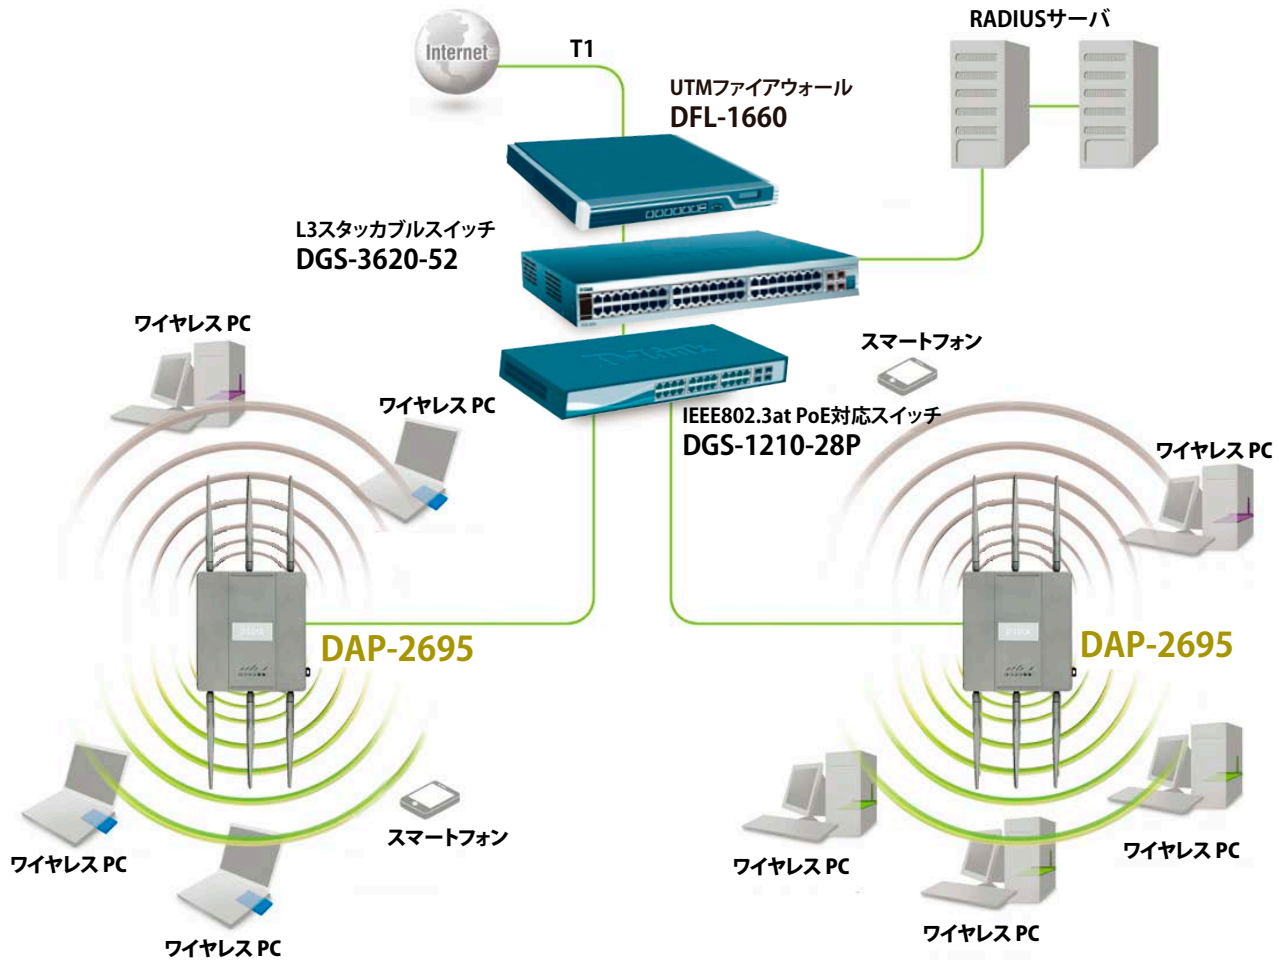 RADIUSサーバ
Internet
T1
UTMファイアウォール
DFL-1660
L3スタッカブルスイッチ
DGS-3620-52
ワイヤレス PC
スマートフォン
ワイヤレス PC
IEEE802.3at PoE対応スイッチ
DGS-1210-28P
ワイヤレス PC
DAP-2695
DAP-2695
スマートフォン
ワイヤレス PC
ワイヤレス PC
ワイヤレス PC
ワイヤレス PC
ワイヤレス PC